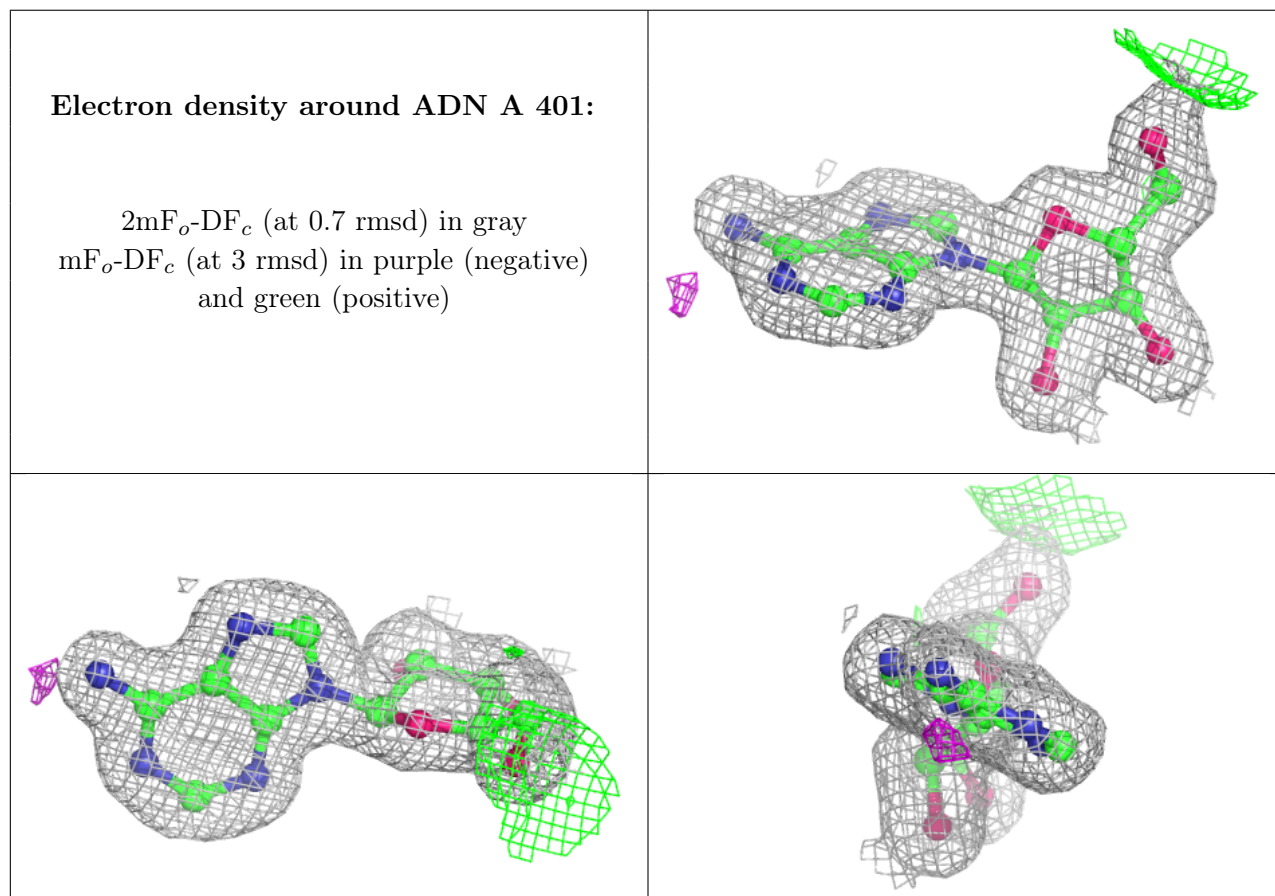 Electron density around ADN A 401:
2mFo-DFc (at 0.7 rmsd) in gray
mFo-DFc (at 3 rmsd) in purple (negative)
and green (positive)